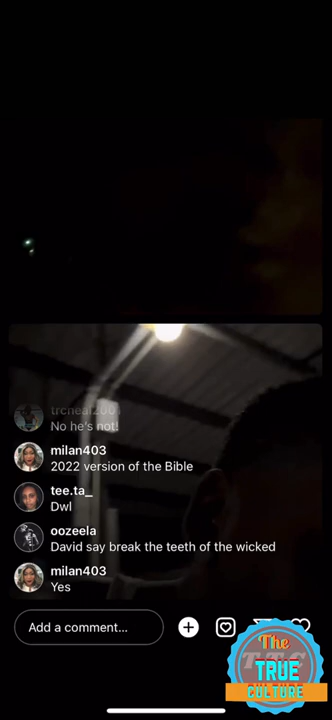 trcneal2001
No he's not!
milan403
2022 version of the Bible
tee.ta_
Dwl
oozeela
David say break the teeth of the wicked
milan403
Yes
Add a comment...
The
T.T.C
TRUE
CULTURE